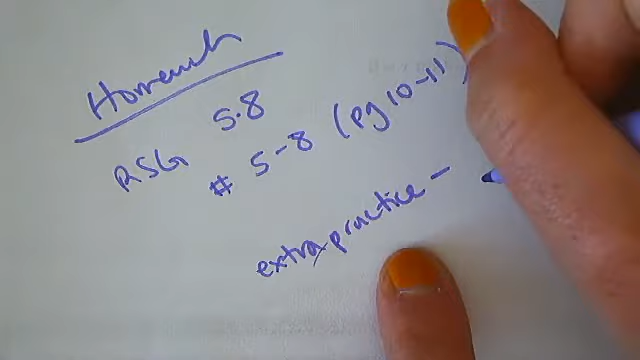 Homework
RSG 5.8
# 5-8 (pg 10-11)
extra practice -